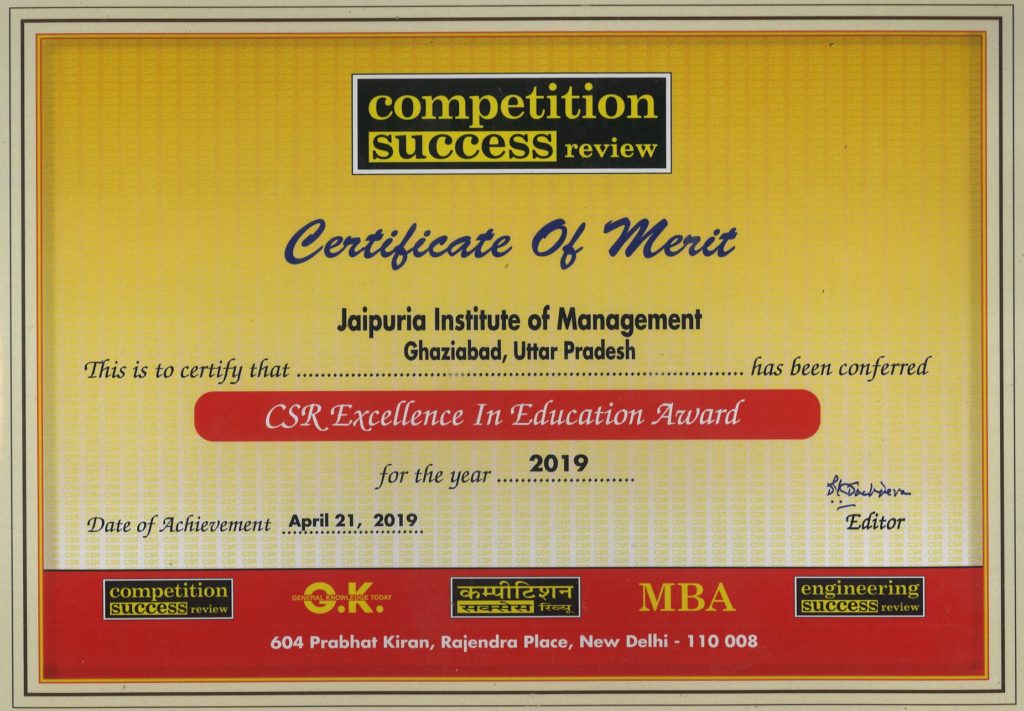 competition
success review
Certificate Of Merit
Jaipuria Institute of Management
Ghaziabad, Uttar Pradesh
This is to certify that ........................................................................ has been conferred
CSR Excellence In Education Award
for the year 2019
Date of Achievement April 21, 2019
Editor
competition
success review
GENERAL KNOWLEDGE TODAY
G.K.
कम्पीटिशन
सक्सेस रिव्यू
MBA
engineering
success review
604 Prabhat Kiran, Rajendra Place, New Delhi - 110 008